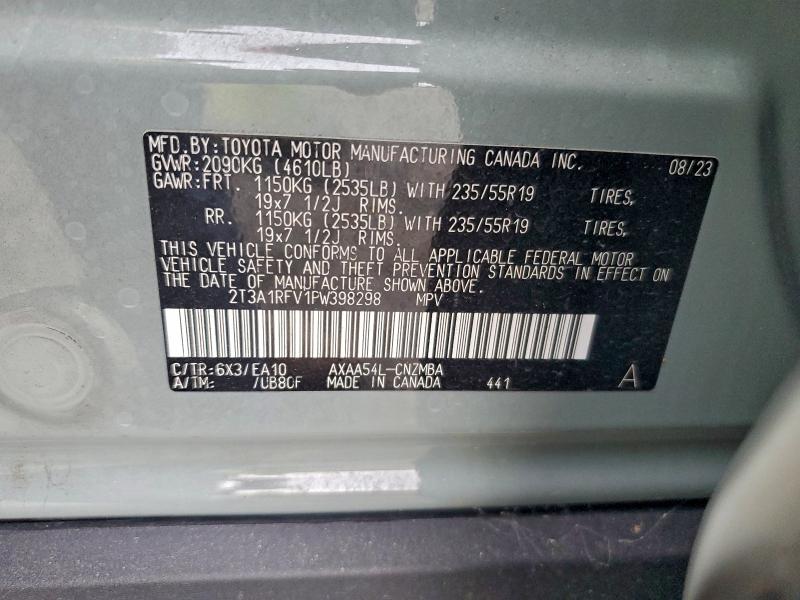 MFD.BY:TOYOTA MOTOR MANUFACTURING CANADA INC. 08/23
GVWR:2090KG (4610LB)
GAWR:FRT. 1150KG (2535LB) WITH 235/55R19 TIRES,
19x7 1/2J RIMS.
RR. 1150KG (2535LB) WITH 235/55R19 TIRES,
19x7 1/2J RIMS.
THIS VEHICLE CONFORMS TO ALL APPLICABLE FEDERAL MOTOR
VEHICLE SAFETY AND THEFT PREVENTION STANDARDS IN EFFECT ON
THE DATE OF MANUFACTURE SHOWN ABOVE.
2T3A1RFV1PW398298 MPV
C/TR:6X3/EA10 AXAA54L-CNZMBA
A/TM: /UB80F MADE IN CANADA 441 A